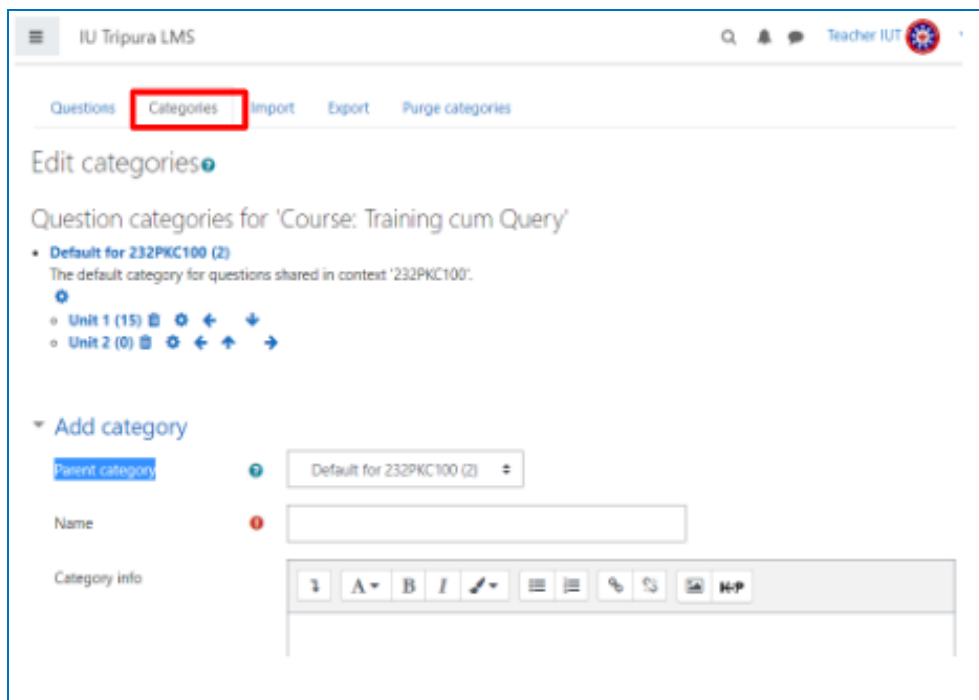 IU Tripura LMS Teacher IUT
Questions Categories Import Export Purge categories
Edit categories
Question categories for 'Course: Training cum Query'
Default for 232PKC100 (2)
The default category for questions shared in context '232PKC100'.
Unit 1 (15)
Unit 2 (0)
Add category
Parent category Default for 232PKC100 (2)
Name
Category info
A B I H-P